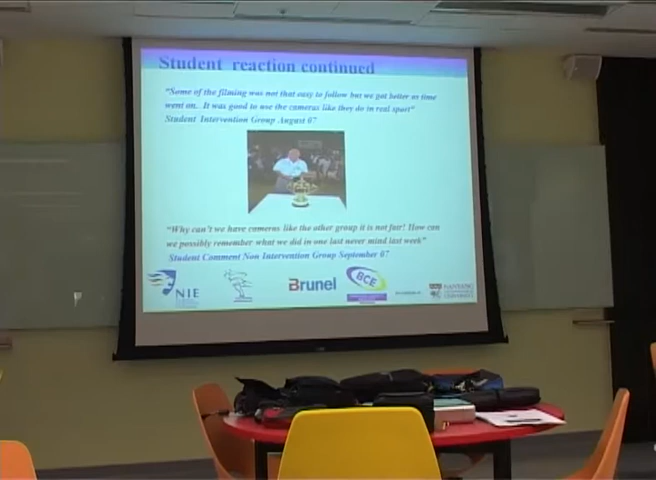 Student reaction continued
"Some of the filming was not that easy to follow but we got better as time
went on.. It was good to use the cameras like they do in real sport"
Student Intervention Group August 07
"Why can't we have cameras like the other group it is not fair! How can
we possibly remember what we did in one last never mind last week"
Student Comment Non Intervention Group September 07
NIE
Brunel
BCE
NANYANG
UNIVERSITY